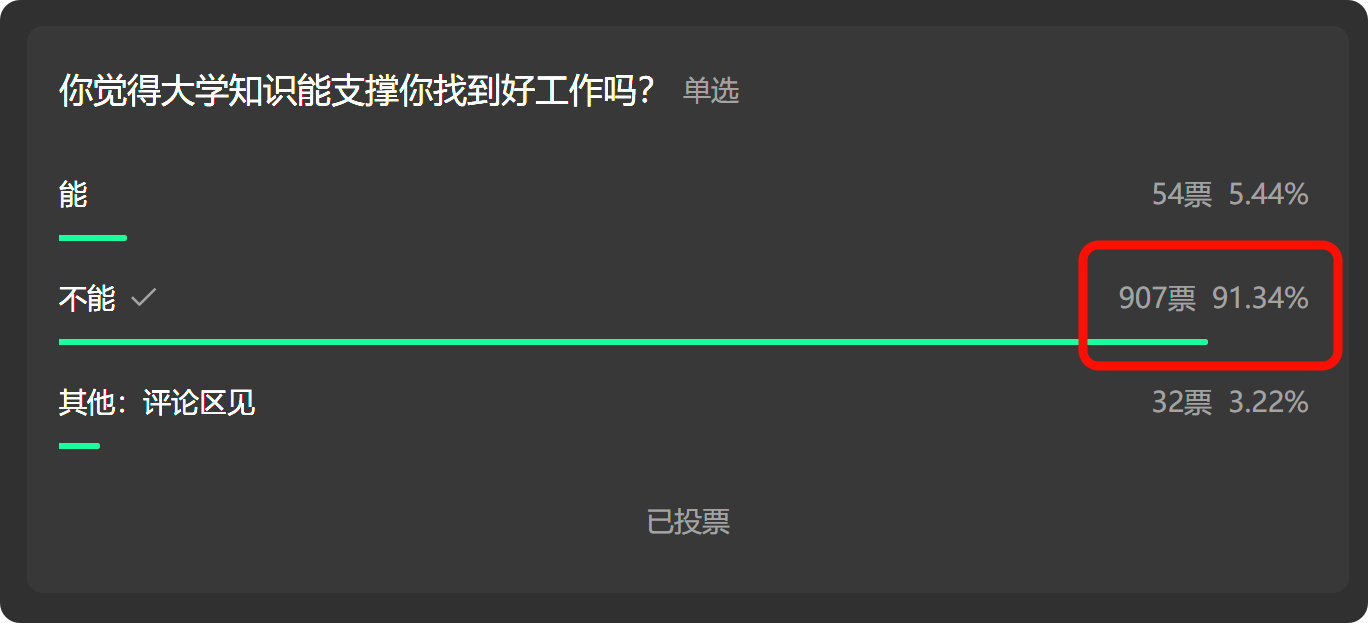 你觉得大学知识能支撑你找到好工作吗？ 单选
能 54票 5.44%
不能 907票 91.34%
其他：评论区见 32票 3.22%
已投票